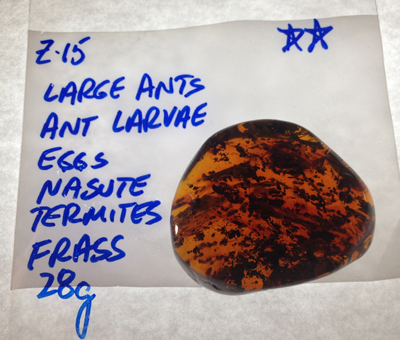 Z-15
LARGE ANTS
ANT LARVAE
EGGS
NASUTE
TERMITES
FRASS
28g